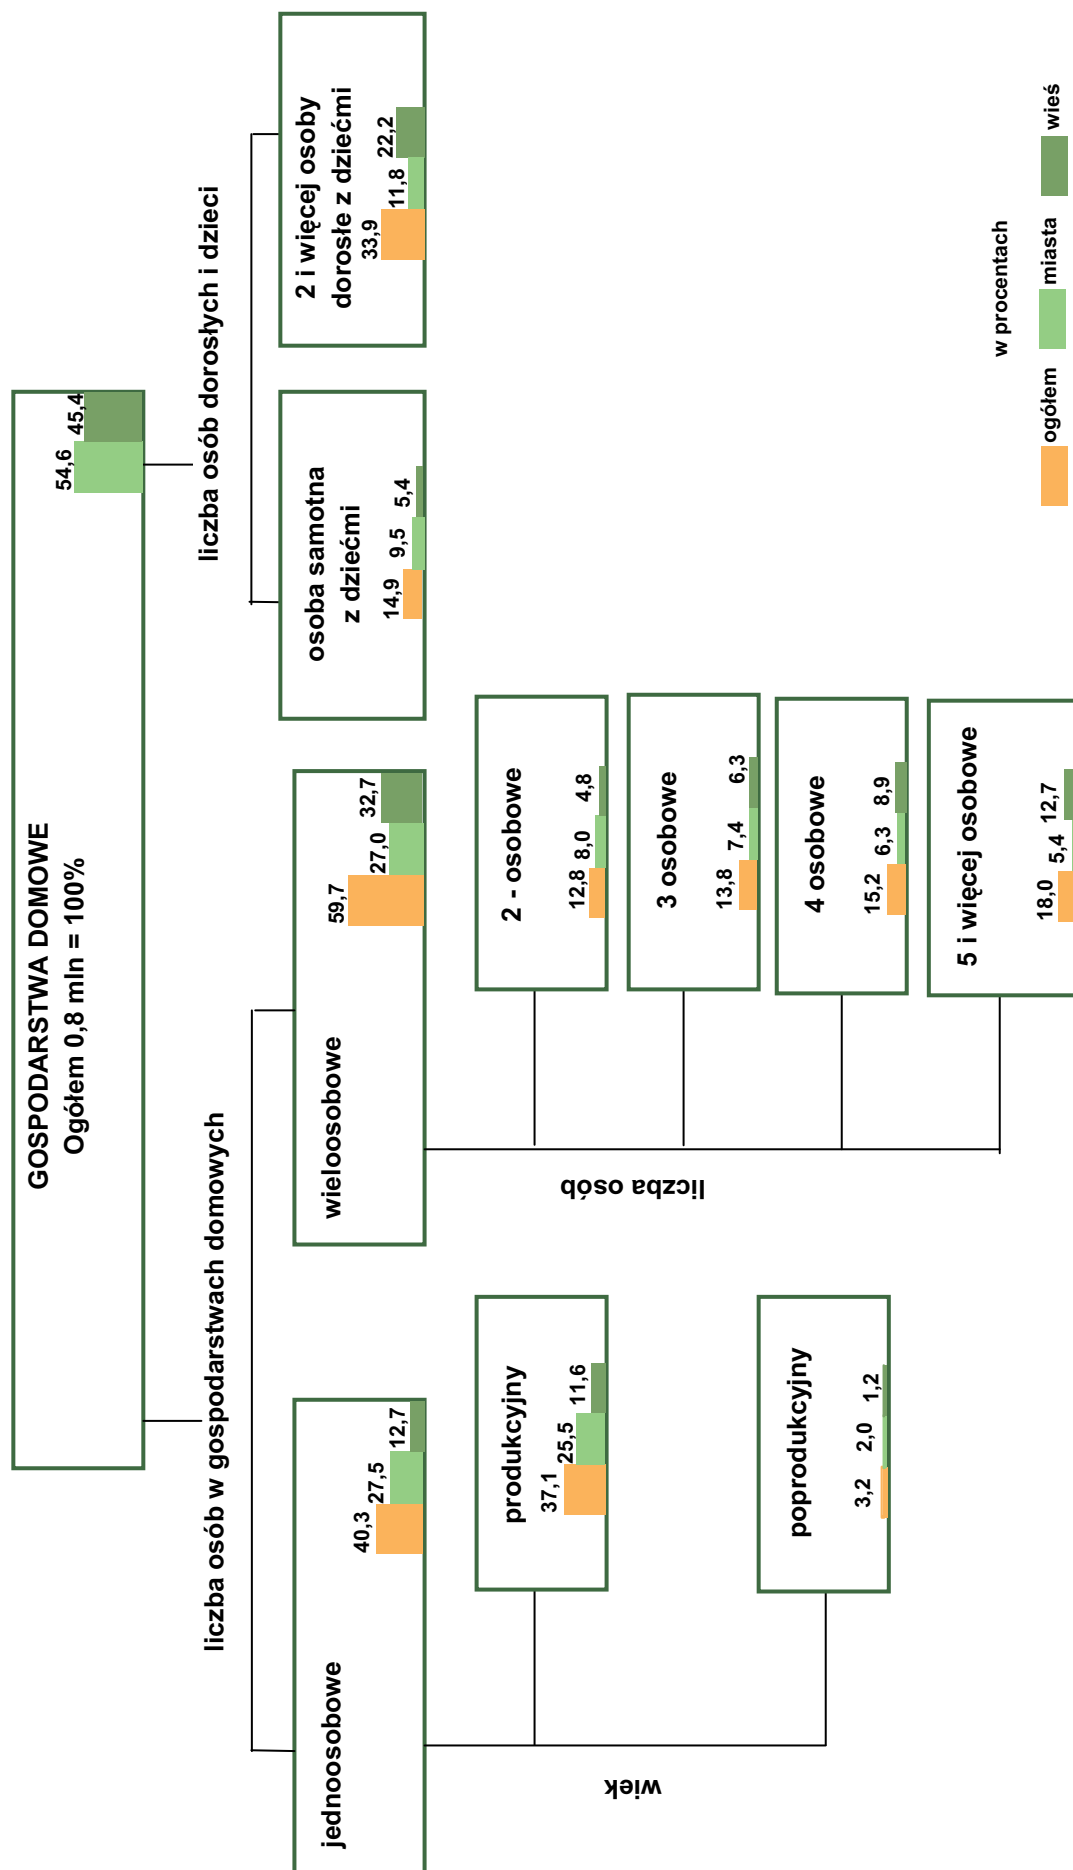 GOSPODARSTWA DOMOWE
Ogółem 0,8 mln = 100%
54,6
45,4
liczba osób w gospodarstwach domowych
liczba osób dorosłych i dzieci
jednoosobowe
40,3
27,5
12,7
wieloosobowe
59,7
27,0
32,7
osoba samotna
z dziećmi
14,9
9,5
5,4
2 i więcej osoby
dorosłe z dziećmi
33,9
11,8
22,2
wiek
produkcyjny
37,1
25,5
11,6
poprodukcyjny
3,2
2,0
1,2
liczba osób
2 - osobowe
12,8
8,0
4,8
3 osobowe
13,8
7,4
6,3
4 osobowe
15,2
6,3
8,9
5 i więcej osobowe
18,0
5,4
12,7
w procentach
ogółem
miasta
wieś